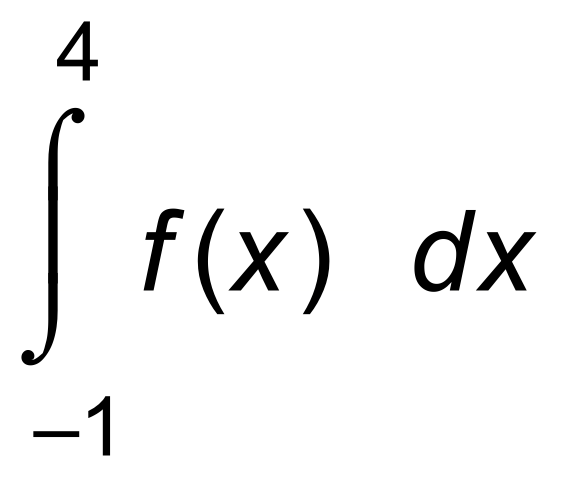 4
∫ f(x) dx
–1